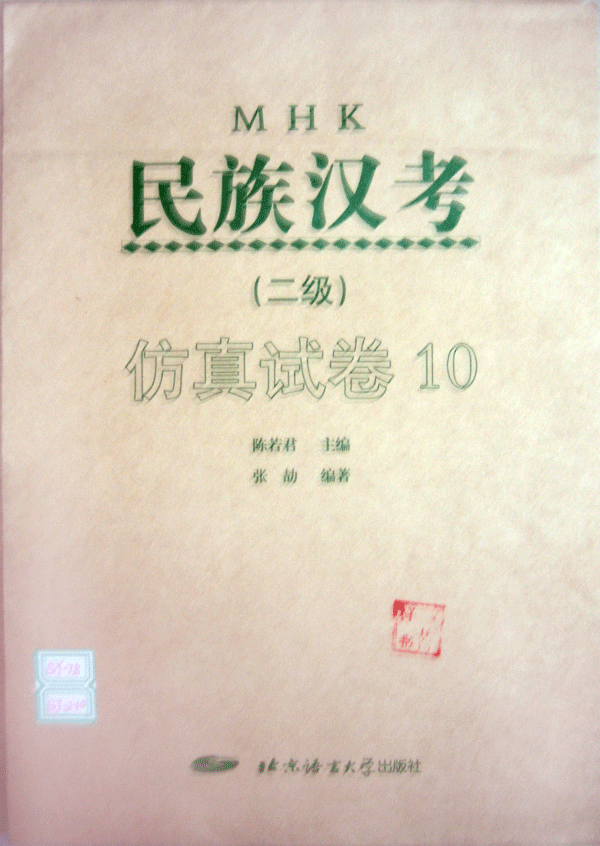 MHK
民族汉考
(二级)
仿真试卷 10
陈若君 主编
张劼 编著
北京语言大学出版社